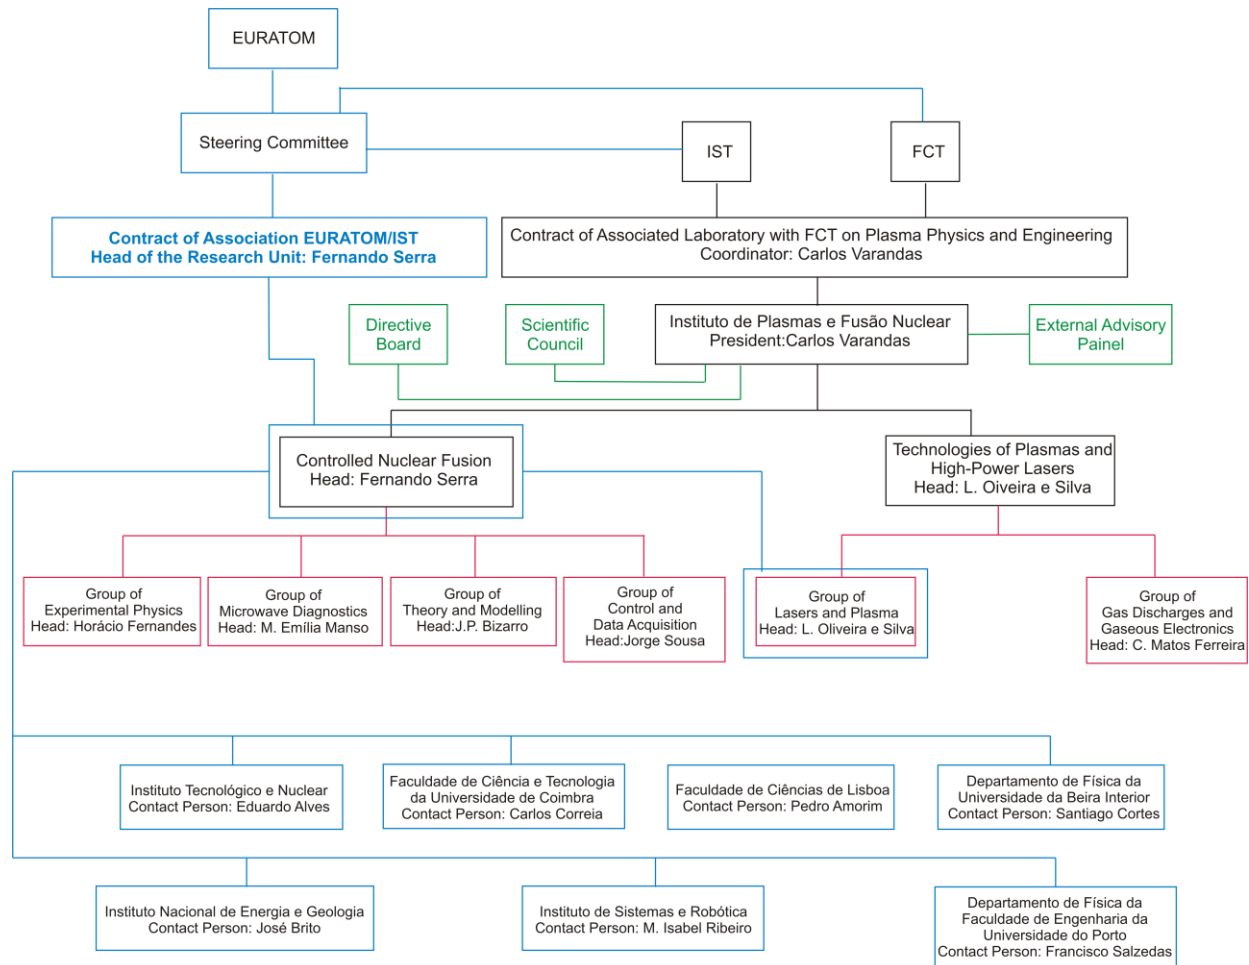 EURATOM
Steering Committee
IST
FCT
Contract of Association EURATOM/IST
Head of the Research Unit: Fernando Serra
Contract of Associated Laboratory with FCT on Plasma Physics and Engineering
Coordinator: Carlos Varandas
Directive
Board
Scientific
Council
Instituto de Plasmas e Fusão Nuclear
President:Carlos Varandas
External Advisory
Painel
Controlled Nuclear Fusion
Head: Fernando Serra
Technologies of Plasmas and
High-Power Lasers
Head: L. Oiveira e Silva
Group of
Experimental Physics
Head: Horácio Fernandes
Group of
Microwave Diagnostics
Head: M. Emília Manso
Group of
Theory and Modelling
Head:J.P. Bizarro
Group of
Control and
Data Acquisition
Head:Jorge Sousa
Group of
Lasers and Plasma
Head: L. Oliveira e Silva
Group of
Gas Discharges and
Gaseous Electronics
Head: C. Matos Ferreira
Instituto Tecnológico e Nuclear
Contact Person: Eduardo Alves
Faculdade de Ciência e Tecnologia
da Universidade de Coimbra
Contact Person: Carlos Correia
Faculdade de Ciências de Lisboa
Contact Person: Pedro Amorim
Departamento de Física da
Universidade da Beira Interior
Contact Person: Santiago Cortes
Instituto Nacional de Energia e Geologia
Contact Person: José Brito
Instituto de Sistemas e Robótica
Contact Person: M. Isabel Ribeiro
Departamento de Física da
Faculdade de Engenharia da
Universidade do Porto
Contact Person: Francisco Salzedas